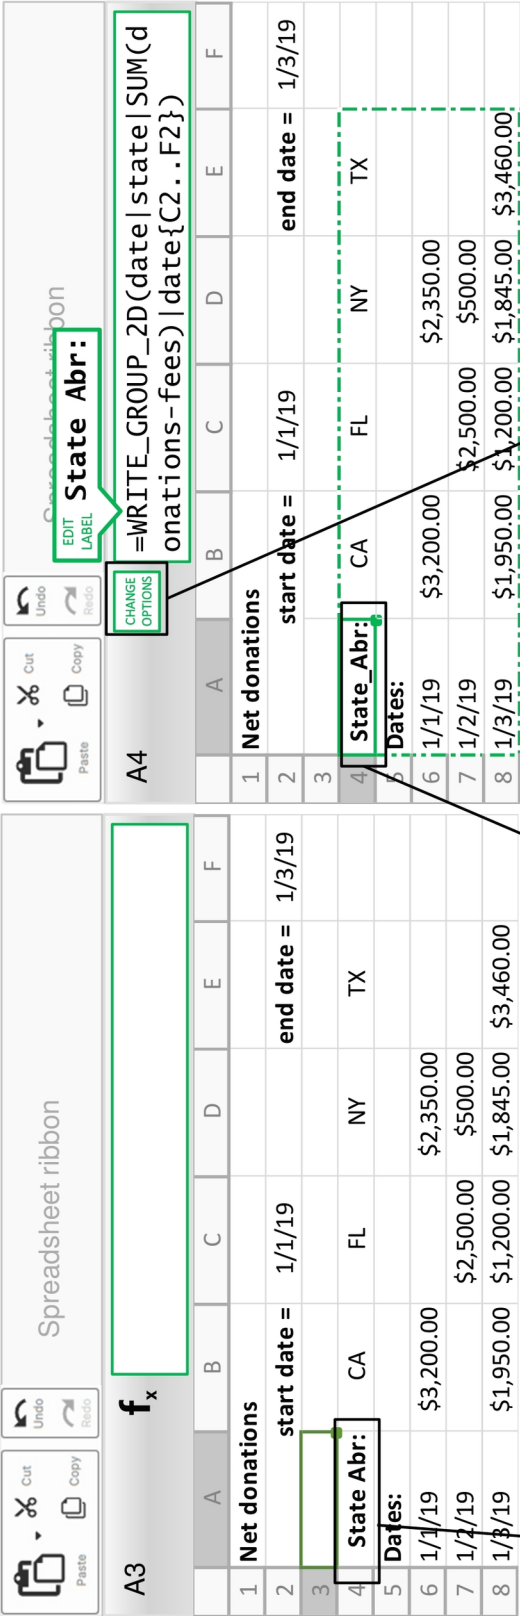 Paste
Cut
Copy
Undo
Redo
Spreadsheet ribbon
A3
fx
A B C D E F
1 Net donations
2 start date = 1/1/19 end date = 1/3/19
3
4 State Abr: CA FL NY TX
5 Dates:
6 1/1/19 $3,200.00 $2,350.00
7 1/2/19 $2,500.00 $500.00
8 1/3/19 $1,950.00 $1,200.00 $1,845.00 $3,460.00
Paste
Cut
Copy
Undo
Redo
Spreadsheet ribbon
EDIT
LABEL
State Abr:
A4
CHANGE
OPTIONS
=WRITE_GROUP_2D(date|state|SUM(d
onations-fees)|date{C2..F2})
A B C D E F
1 Net donations
2 start date = 1/1/19 end date = 1/3/19
3
4 State_Abr: CA FL NY TX
5 Dates:
6 1/1/19 $3,200.00 $2,350.00
7 1/2/19 $2,500.00 $500.00
8 1/3/19 $1,950.00 $1,200.00 $1,845.00 $3,460.00